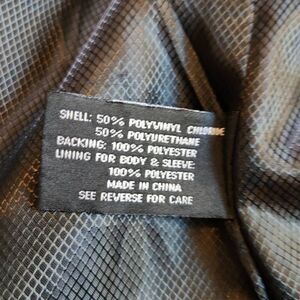 SHELL: 50% POLYVINYL CHLORIDE
50% POLYURETHANE
BACKING: 100% POLYESTER
LINING FOR BODY & SLEEVE:
100% POLYESTER
MADE IN CHINA
SEE REVERSE FOR CARE